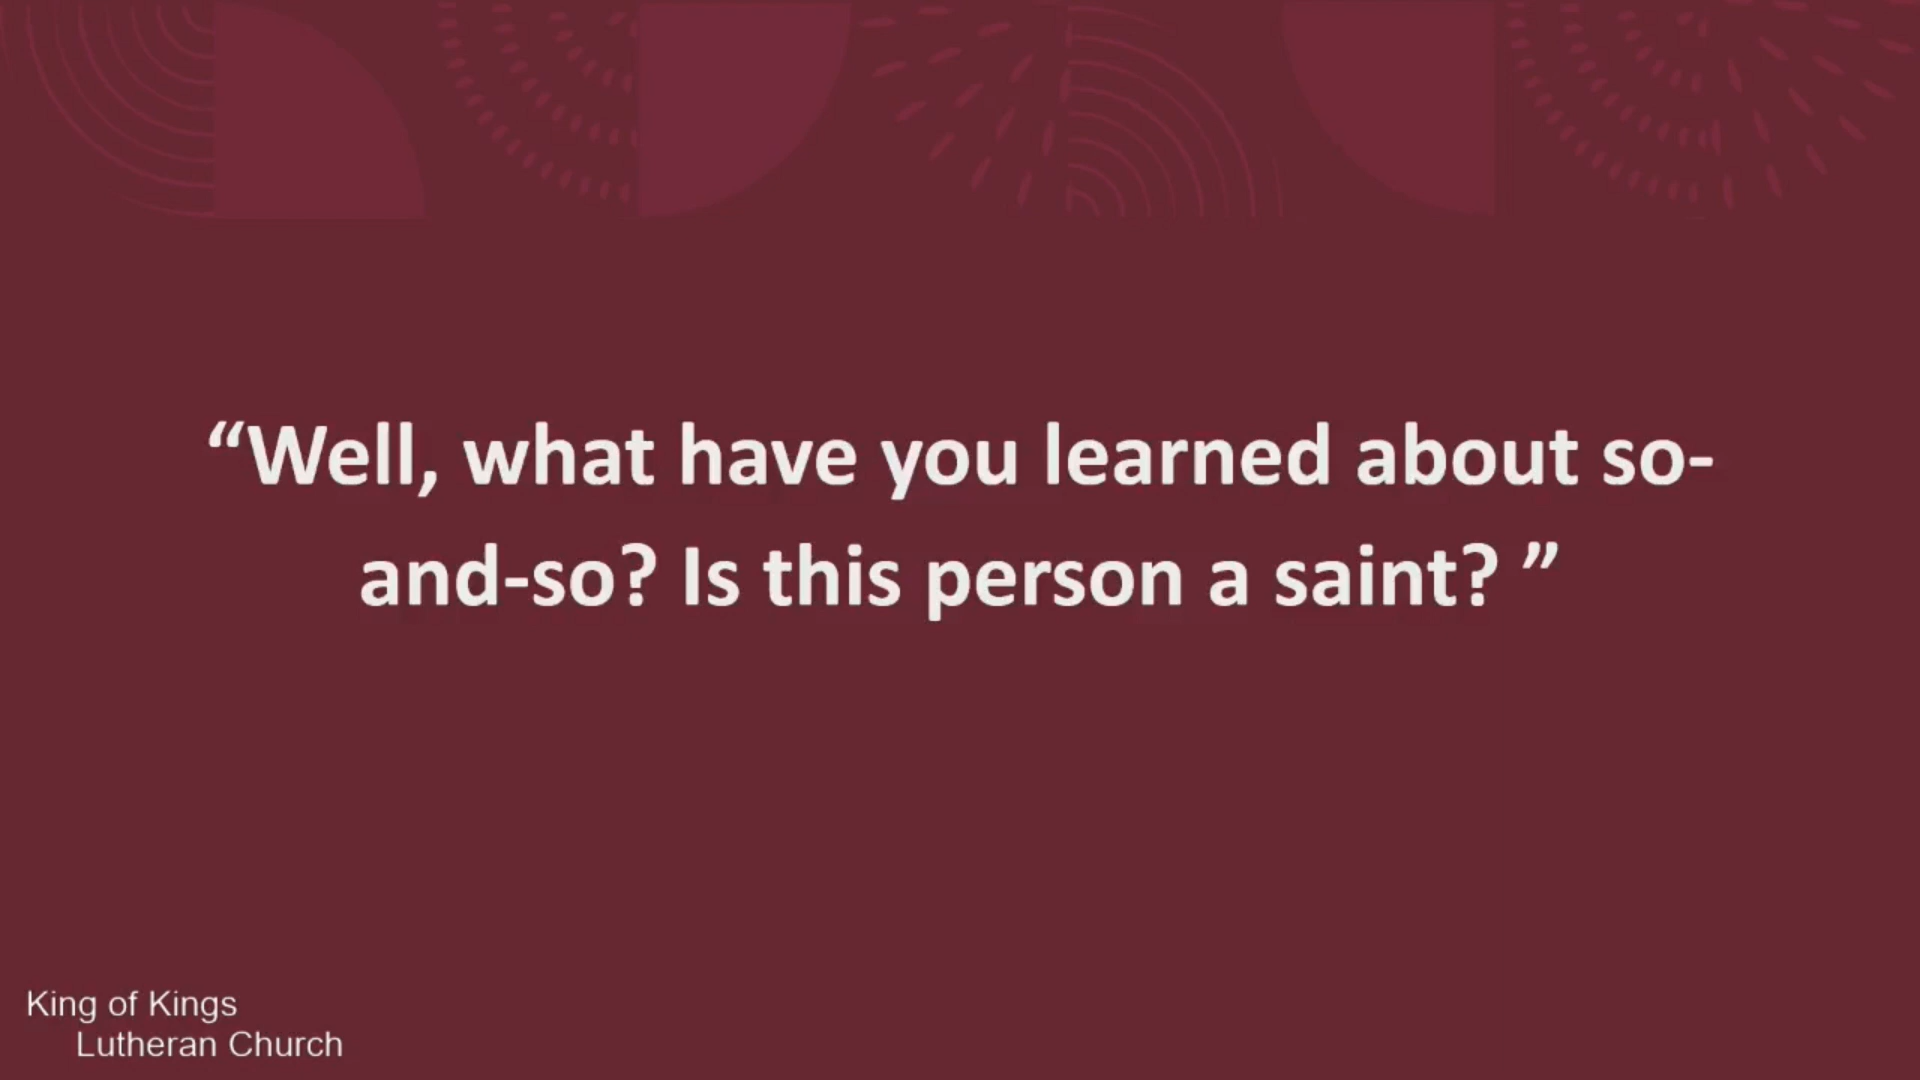 “Well, what have you learned about so-
and-so? Is this person a saint? ”
King of Kings
Lutheran Church